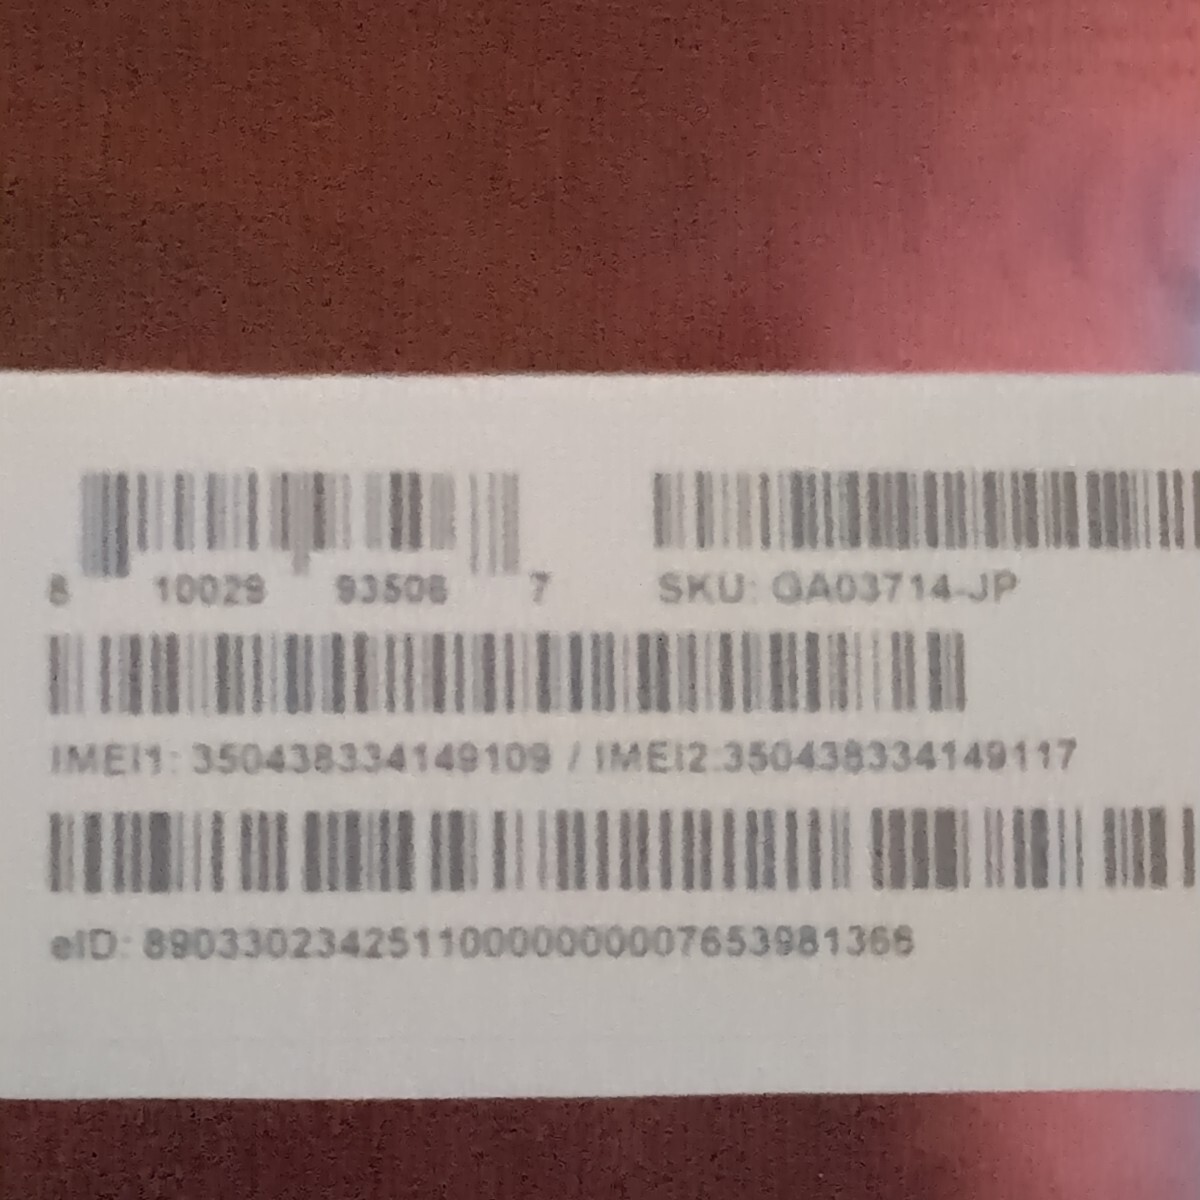 8 10029 93506 7
SKU: GA03714-JP
IMEI1: 350438334149109 / IMEI2:350438334149117
eID: 89033023425110000000007653981366